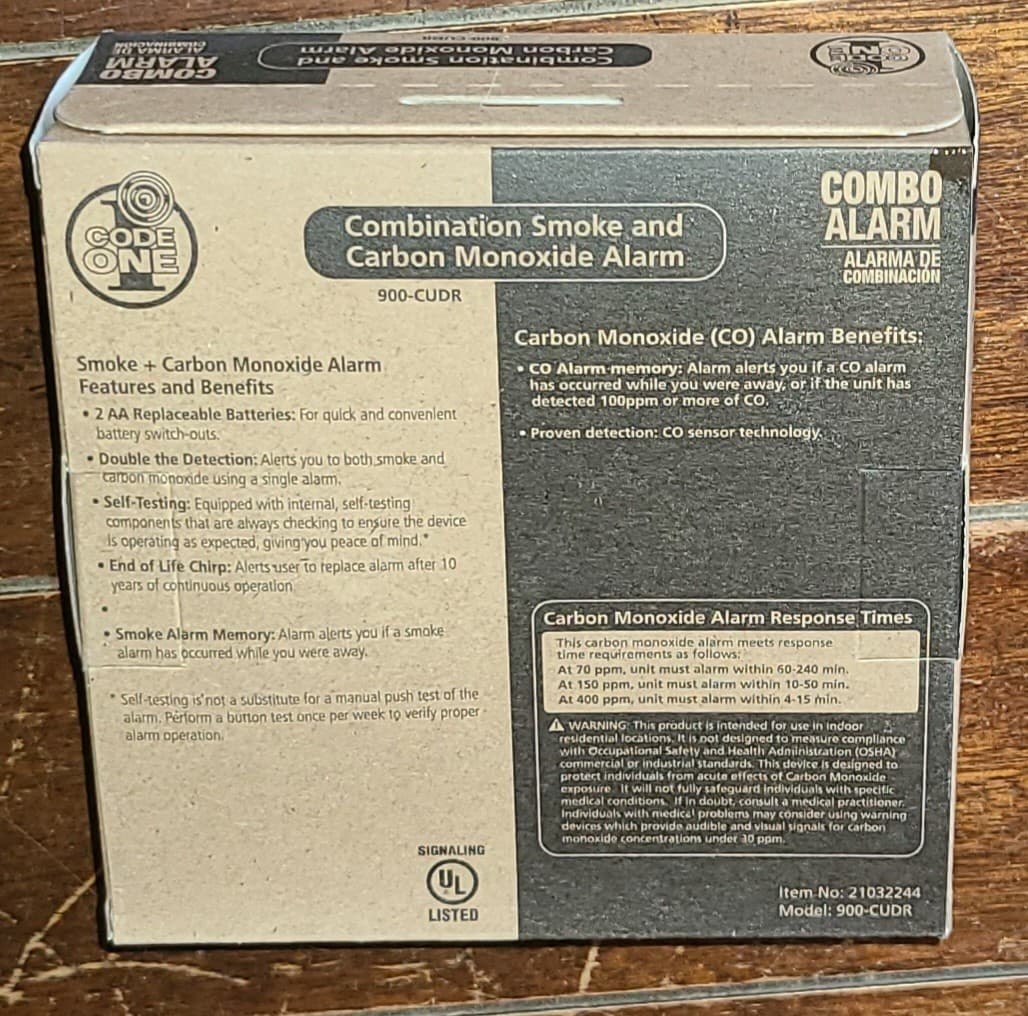 COMBO
ALARM
ALARMA DE
COMBINACIÓN
Combination Smoke and
Carbon Monoxide Alarm
900-CUDR
CODE
ONE
CODE
ONE
Combination Smoke and
Carbon Monoxide Alarm
900-CUDR
COMBO
ALARM
ALARMA DE
COMBINACIÓN
Smoke + Carbon Monoxide Alarm
Features and Benefits
• 2 AA Replaceable Batteries: For quick and convenient
battery switch-outs.
• Double the Detection: Alerts you to both smoke and
carbon monoxide using a single alarm.
• Self-Testing: Equipped with internal, self-testing
components that are always checking to ensure the device
is operating as expected, giving you peace of mind.*
• End of Life Chirp: Alerts user to replace alarm after 10
years of continuous operation.
•
• Smoke Alarm Memory: Alarm alerts you if a smoke
alarm has occurred while you were away.
* Self-testing is not a substitute for a manual push test of the
alarm. Perform a button test once per week to verify proper
alarm operation.
SIGNALING
UL
®
LISTED
Carbon Monoxide (CO) Alarm Benefits:
• CO Alarm memory: Alarm alerts you if a CO alarm
has occurred while you were away, or if the unit has
detected 100ppm or more of CO.
• Proven detection: CO sensor technology.
Carbon Monoxide Alarm Response Times
This carbon monoxide alarm meets response
time requirements as follows:
At 70 ppm, unit must alarm within 60-240 min.
At 150 ppm, unit must alarm within 10-50 min.
At 400 ppm, unit must alarm within 4-15 min.
WARNING: This product is intended for use in indoor
residential locations. It is not designed to measure compliance
with Occupational Safety and Health Administration (OSHA)
commercial or industrial standards. This device is designed to
protect individuals from acute effects of Carbon Monoxide
exposure. It will not fully safeguard individuals with specific
medical conditions. If in doubt, consult a medical practitioner.
Individuals with medical problems may consider using warning
devices which provide audible and visual signals for carbon
monoxide concentrations under 30 ppm.
Item No: 21032244
Model: 900-CUDR